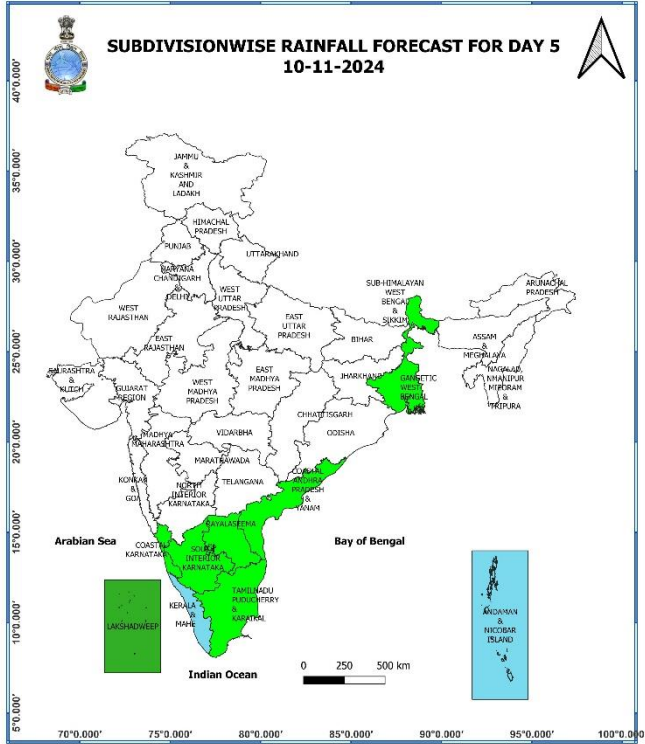 SUBDIVISIONWISE RAINFALL FORECAST FOR DAY 5
10-11-2024
40°0.000'
35°0.000'
30°0.000'
25°0.000'
20°0.000'
15°0.000'
10°0.000'
5°0.000'
JAMMU
&
KASHMIR
AND
LADAKH
HIMACHAL
PRADESH
PUNJAB
UTTARAKHAND
HARYANA
CHANDIGARH
&
DELHI
WEST
UTTAR
PRADESH
WEST
RAJASTHAN
EAST
RAJASTHAN
EAST
UTTAR
PRADESH
SUB-HIMALAYAN
WEST
BENGAL
&
SIKKIM
ARUNACHAL
PRADESH
BIHAR
ASSAM
&
MEGHALAYA
NAGALAD,
NMANIPUR
MIZORAM
&
TRIPURA
SAURASHTRA
&
KUTCH
GUJARAT
REGION
WEST
MADHYA
PRADESH
EAST
MADHYA
PRADESH
JHARKHAND
GANGETIC
WEST
BENGAL
CHHATTISGARH
ODISHA
MADHYA
MAHARASHTRA
VIDARBHA
MARATHAWADA
KONKAN
&
GOA
NORTH
INTERIOR
KARNATAKA
TELANGANA
COASTAL
ANDHRA
PRADESH
&
YANAM
RAYALASEEMA
COASTAL
KARNATAKA
SOUTH
INTERIOR
KARNATAKA
Arabian Sea
Bay of Bengal
KERALA
&
MAHE
TAMILNADU
PUDUCHERRY
&
KARAIKAL
LAKSHADWEEP
ANDAMAN
&
NICOBAR
ISLAND
Indian Ocean
0 250 500 km
70°0.000' 75°0.000' 80°0.000' 85°0.000' 90°0.000' 95°0.000' 100°0.000'